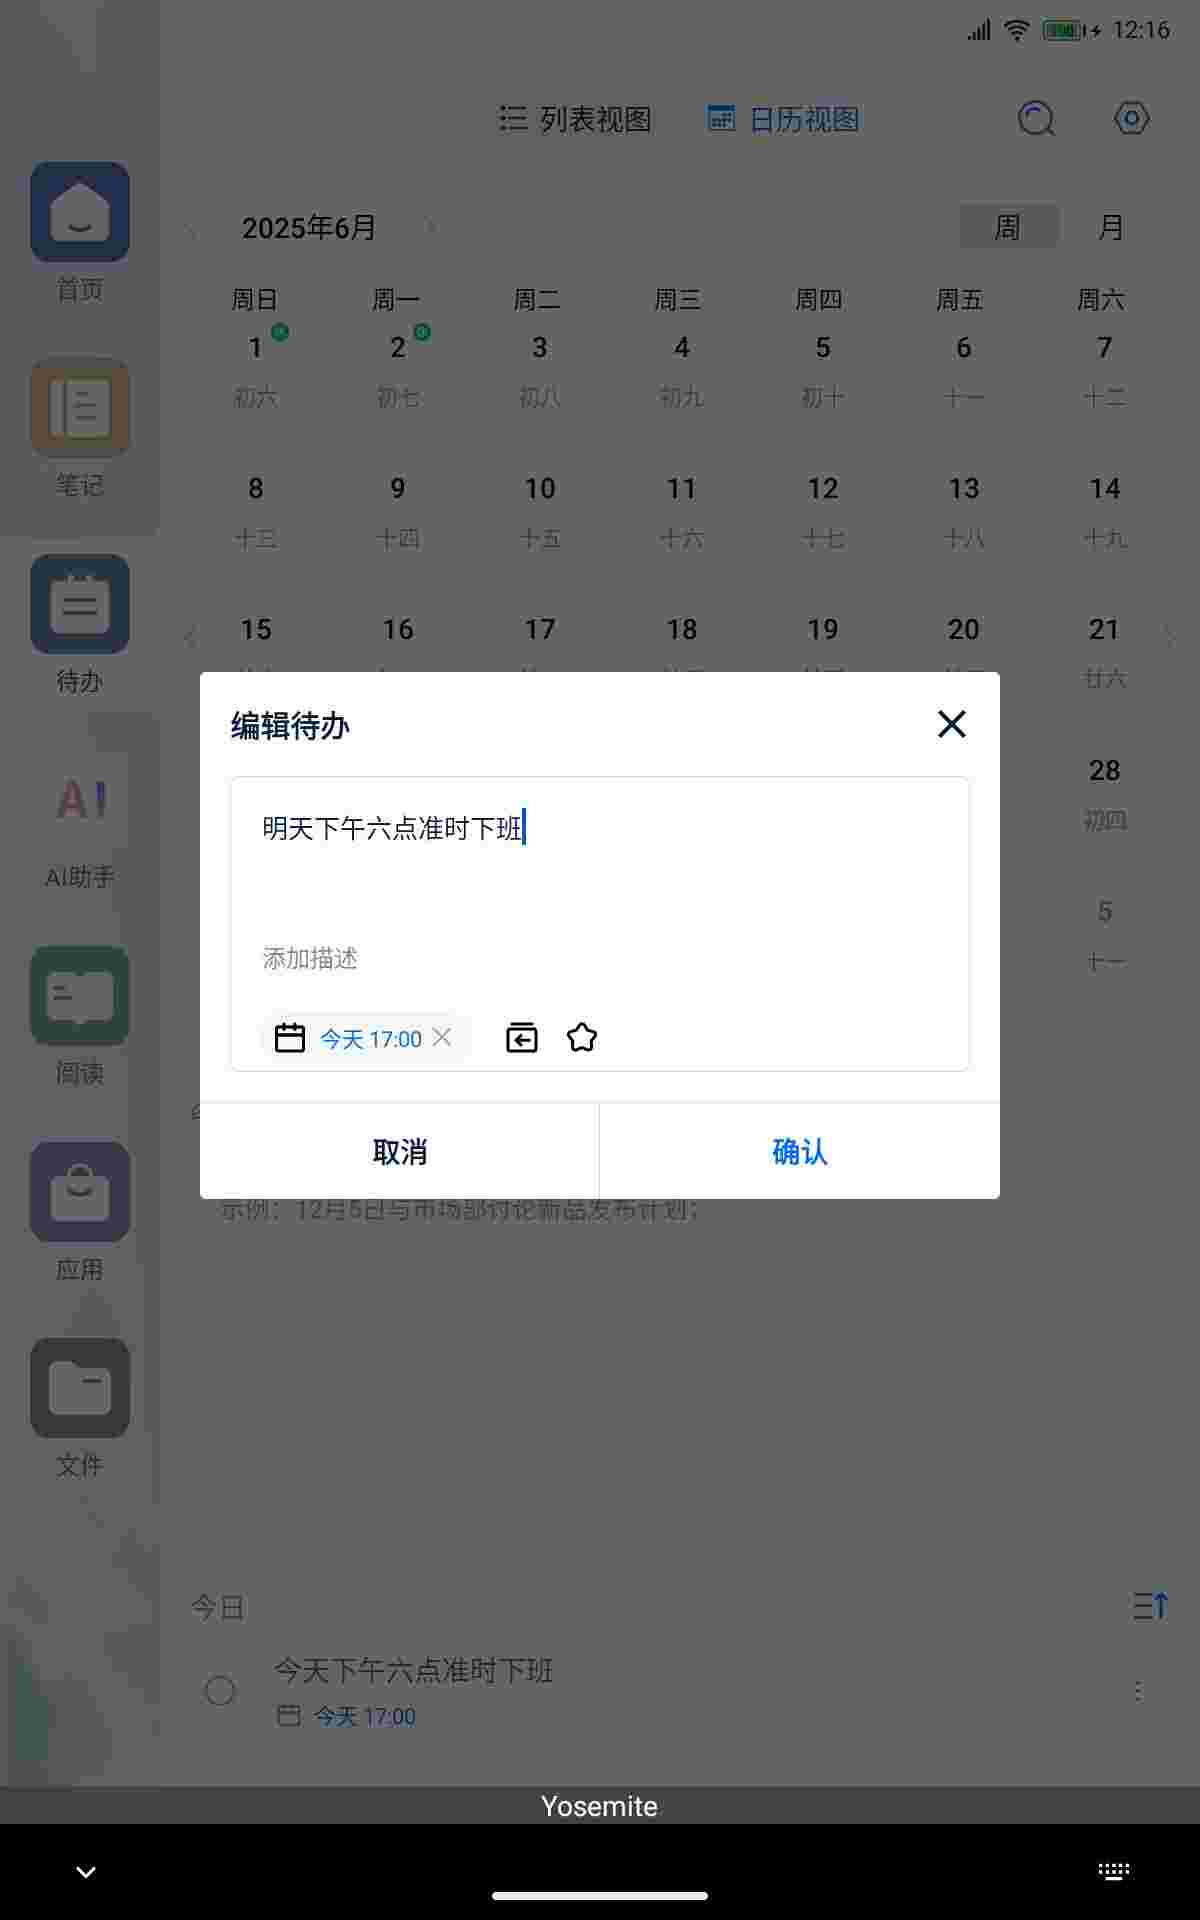 12:16
列表视图
日历视图
2025年6月
周
月
周日 周一 周二 周三 周四 周五 周六
1 2 3 4 5 6 7
初六 初七 初八 初九 初十 十一 十二
8 9 10 11 12 13 14
十三 十四 十五 十六 十七 十八 十九
15 16 17 18 19 20 21
廿六
28
初四
5
十一
首页
笔记
待办
AI
AI助手
阅读
应用
文件
编辑待办
明天下午六点准时下班
添加描述
今天 17:00
取消
确认
示例：12月5日与市场部讨论新品发布计划；
今日
今天下午六点准时下班
今天 17:00
Yosemite